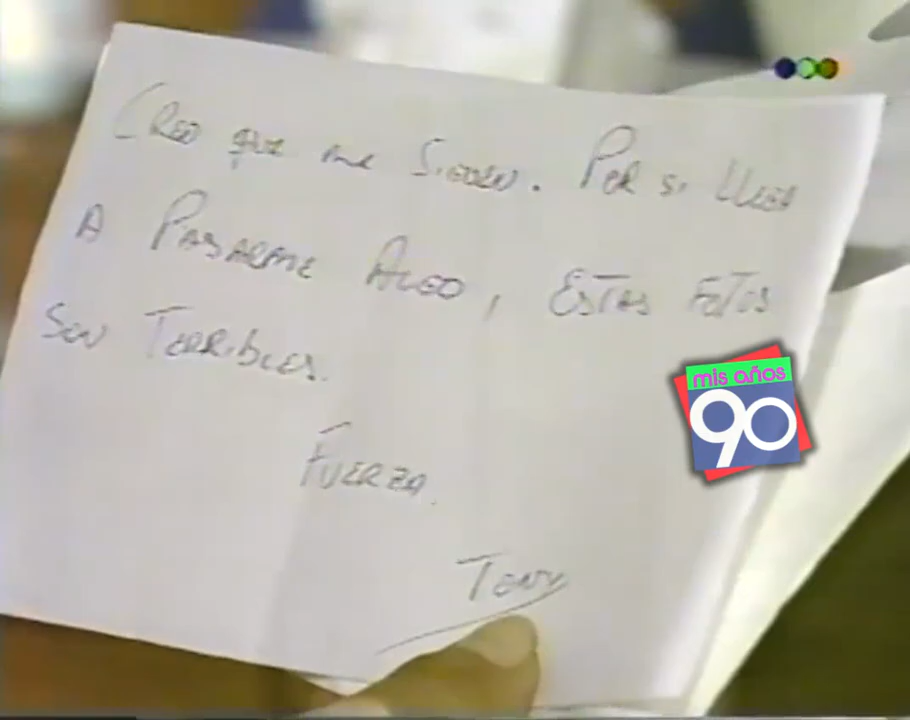 Creo que me siguen. Por si llega
a pasarme algo, estas fotos
son terribles.
Fuerza.
Tony
mis años
90